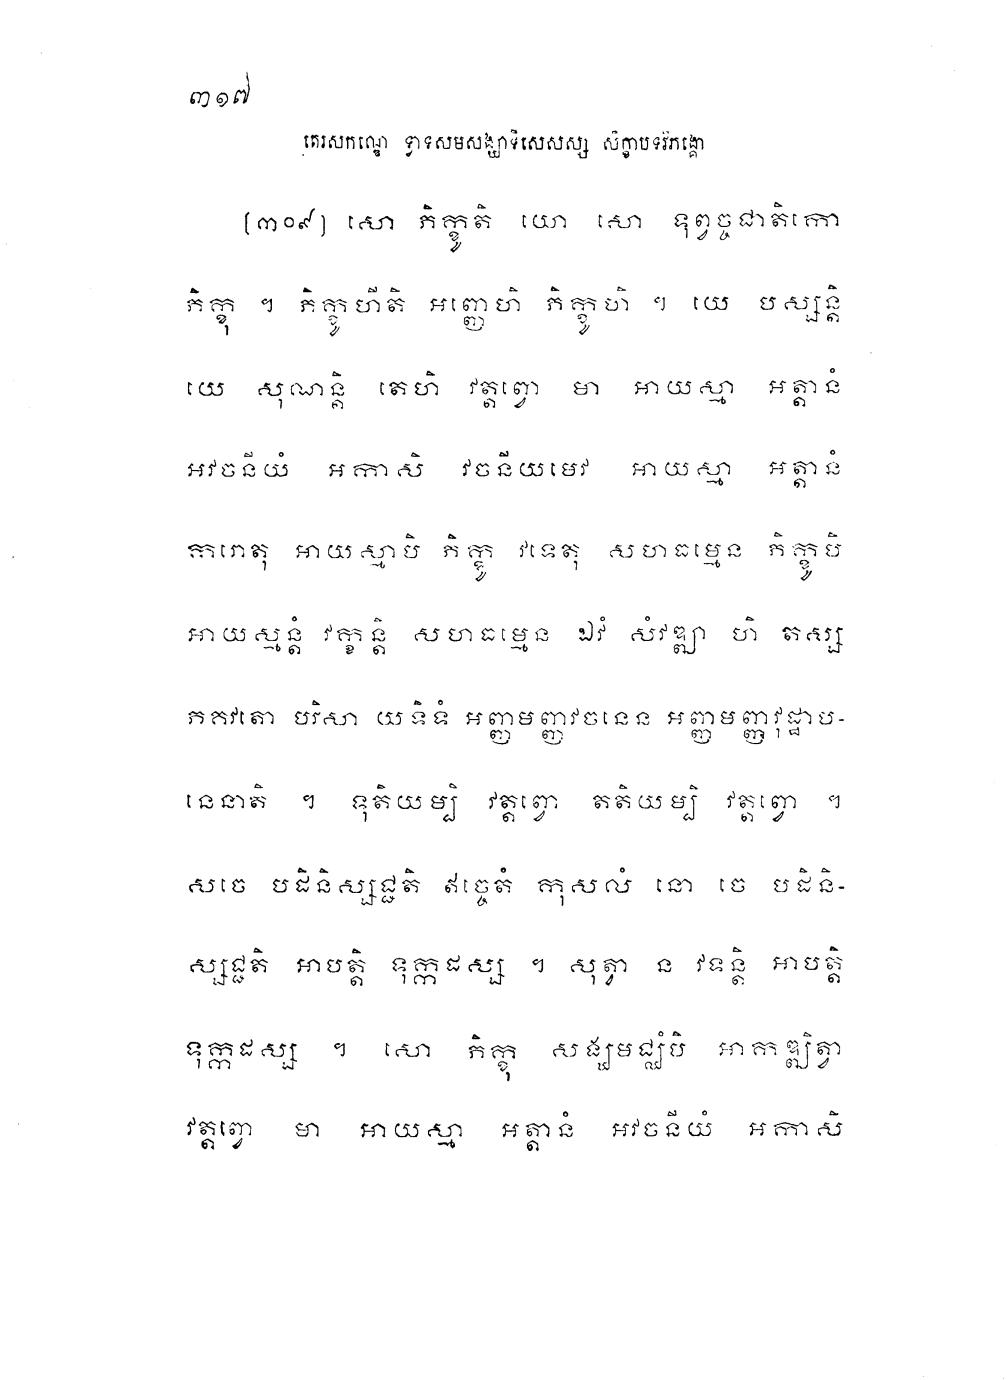 ៣១៧
តេរសកណ្ឌេ ទ្វាទសមសង្ឃាទិសេសស្ស សិក្ខាបទវិភង្គោ
[៣០៩] សោ ភិក្ខូតិ យោ សោ ទុព្វច្ចជាតិកោ
ភិក្ខុ ។ ភិក្ខូហីតិ អញ្ញេហិ ភិក្ខូហិ ។ យេ បស្សន្តិ
យេ សុណន្តិ តេហិ វត្តព្វោ មា អាយស្មា អត្តានំ
អវចនីយំ អកាសិ វចនីយមេវ អាយស្មា អត្តានំ
ករោតុ អាយស្មាបិ ភិក្ខូ វទេតុ សហធម្មេន ភិក្ខូបិ
អាយស្មន្តំ វក្ខន្តិ សហធម្មេន ឯវំ សំវឌ្ឍា ហិ តស្ស
ភគវតោ បរិសា យទិទំ អញ្ញមញ្ញវចនេន អញ្ញមញ្ញវុដ្ឋាប-
នេនាតិ ។ ទុតិយម្បិ វត្តព្វោ តតិយម្បិ វត្តព្វោ ។
សចេ បដិនិស្សជ្ជតិ ឥច្ចេតំ កុសលំ នោ ចេ បដិនិ-
ស្សជ្ជតិ អាបត្តិ ទុក្កដស្ស ។ សុត្វា ន វទន្តិ អាបត្តិ
ទុក្កដស្ស ។ សោ ភិក្ខុ សង្ឃមជ្ឈំបិ អាកឌ្ឍិត្វា
វត្តព្វោ មា អាយស្មា អត្តានំ អវចនីយំ អកាសិ